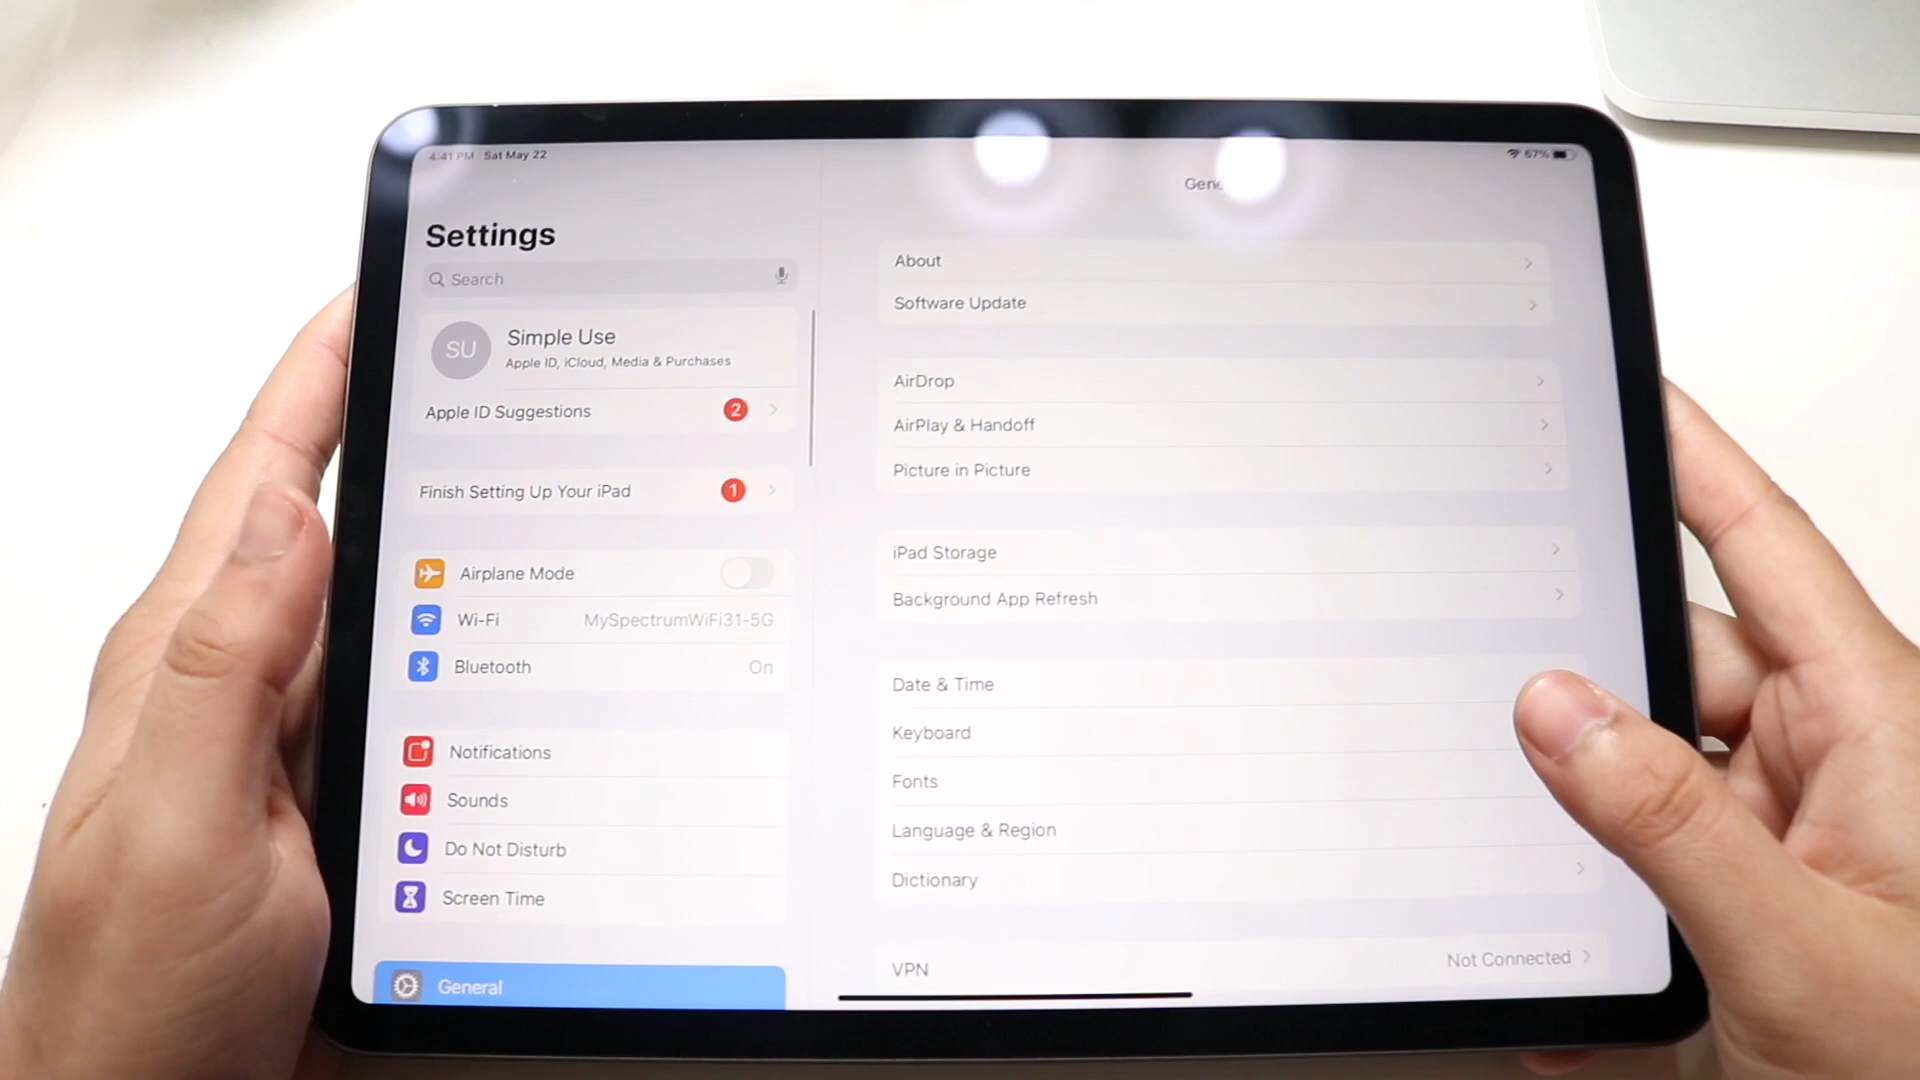 4:41 PM Sat May 22
67%
Settings
Search
SU
Simple Use
Apple ID, iCloud, Media & Purchases
Apple ID Suggestions 2
Finish Setting Up Your iPad 1
Airplane Mode
Wi-Fi MySpectrumWiFi31-5G
Bluetooth On
Notifications
Sounds
Do Not Disturb
Screen Time
General
About
Software Update
AirDrop
AirPlay & Handoff
Picture in Picture
iPad Storage
Background App Refresh
Date & Time
Keyboard
Fonts
Language & Region
Dictionary
VPN Not Connected